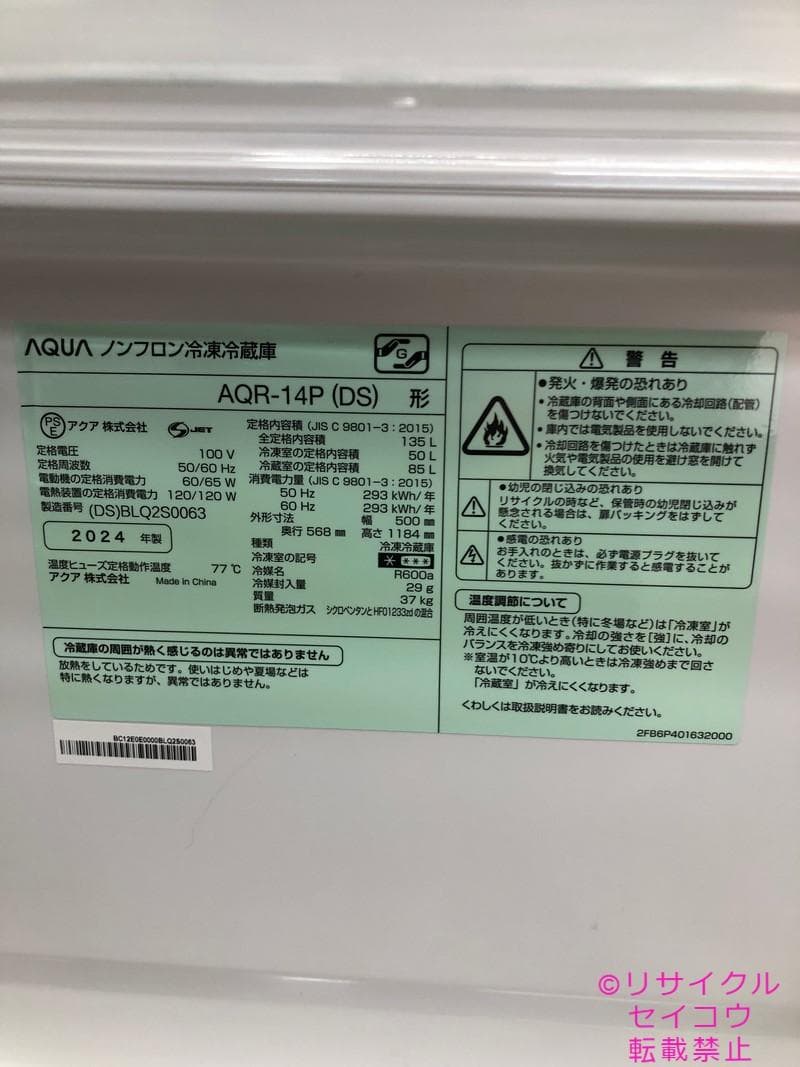 AQUA ノンフロン冷凍冷蔵庫
G
AQR-14P (DS) 形
PS E アクア 株式会社 S JET
定格電圧 100 V
定格周波数 50/60 Hz
電動機の定格消費電力 60/65 W
電熱装置の定格消費電力 120/120 W
製造番号 (DS)BLQ2S0063
2024 年製
温度ヒューズ定格動作温度 77 ℃
アクア 株式会社 Made in China
定格内容積 (JIS C 9801-3 : 2015)
全定格内容積 135 L
冷凍室の定格内容積 50 L
冷蔵室の定格内容積 85 L
消費電力量 (JIS C 9801-3 : 2015)
50 Hz 293 kWh/年
60 Hz 293 kWh/年
外形寸法 幅 500 ㎜
奥行 568 ㎜ 高さ 1184 ㎜
種類 冷凍冷蔵庫
冷凍室の記号 * ***
冷媒名 R600a
冷媒封入量 29 g
質量 37 kg
断熱発泡ガス シクロペンタンとHFO1233zdの混合
冷蔵庫の周囲が熱く感じるのは異常ではありません
放熱をしているためです。使いはじめや夏場などは
特に熱くなりますが、異常ではありません。
BC12E0E0000BLQ2S0063
警告
●発火・爆発の恐れあり
・冷蔵庫の背面や側面にある冷却回路(配管)
を傷つけないでください。
・庫内では電気製品を使用しないでください。
・冷却回路を傷つけたときは冷蔵庫に触れず
火気や電気製品の使用を避け窓を開けて
換気してください。
●幼児の閉じ込みの恐れあり
リサイクルの時など、保管時の幼児閉じ込みが
懸念される場合は、扉パッキングをはずして
ください。
●感電の恐れあり
お手入れのときは、必ず電源プラグを抜いて
ください。抜かずに作業すると感電することが
あります。
温度調節について
周囲温度が低いとき(特に冬場など)は「冷凍室」が
冷えにくくなります。冷却の強さを[強]に、冷却の
バランスを冷凍強め寄りにしてお使いください。
※室温が10℃より高いときは冷凍強めまで回さ
ないでください。
「冷蔵室」が冷えにくくなります。
くわしくは取扱説明書をお読みください。
2FB6P401632000
©リサイクル
セイコウ
転載禁止